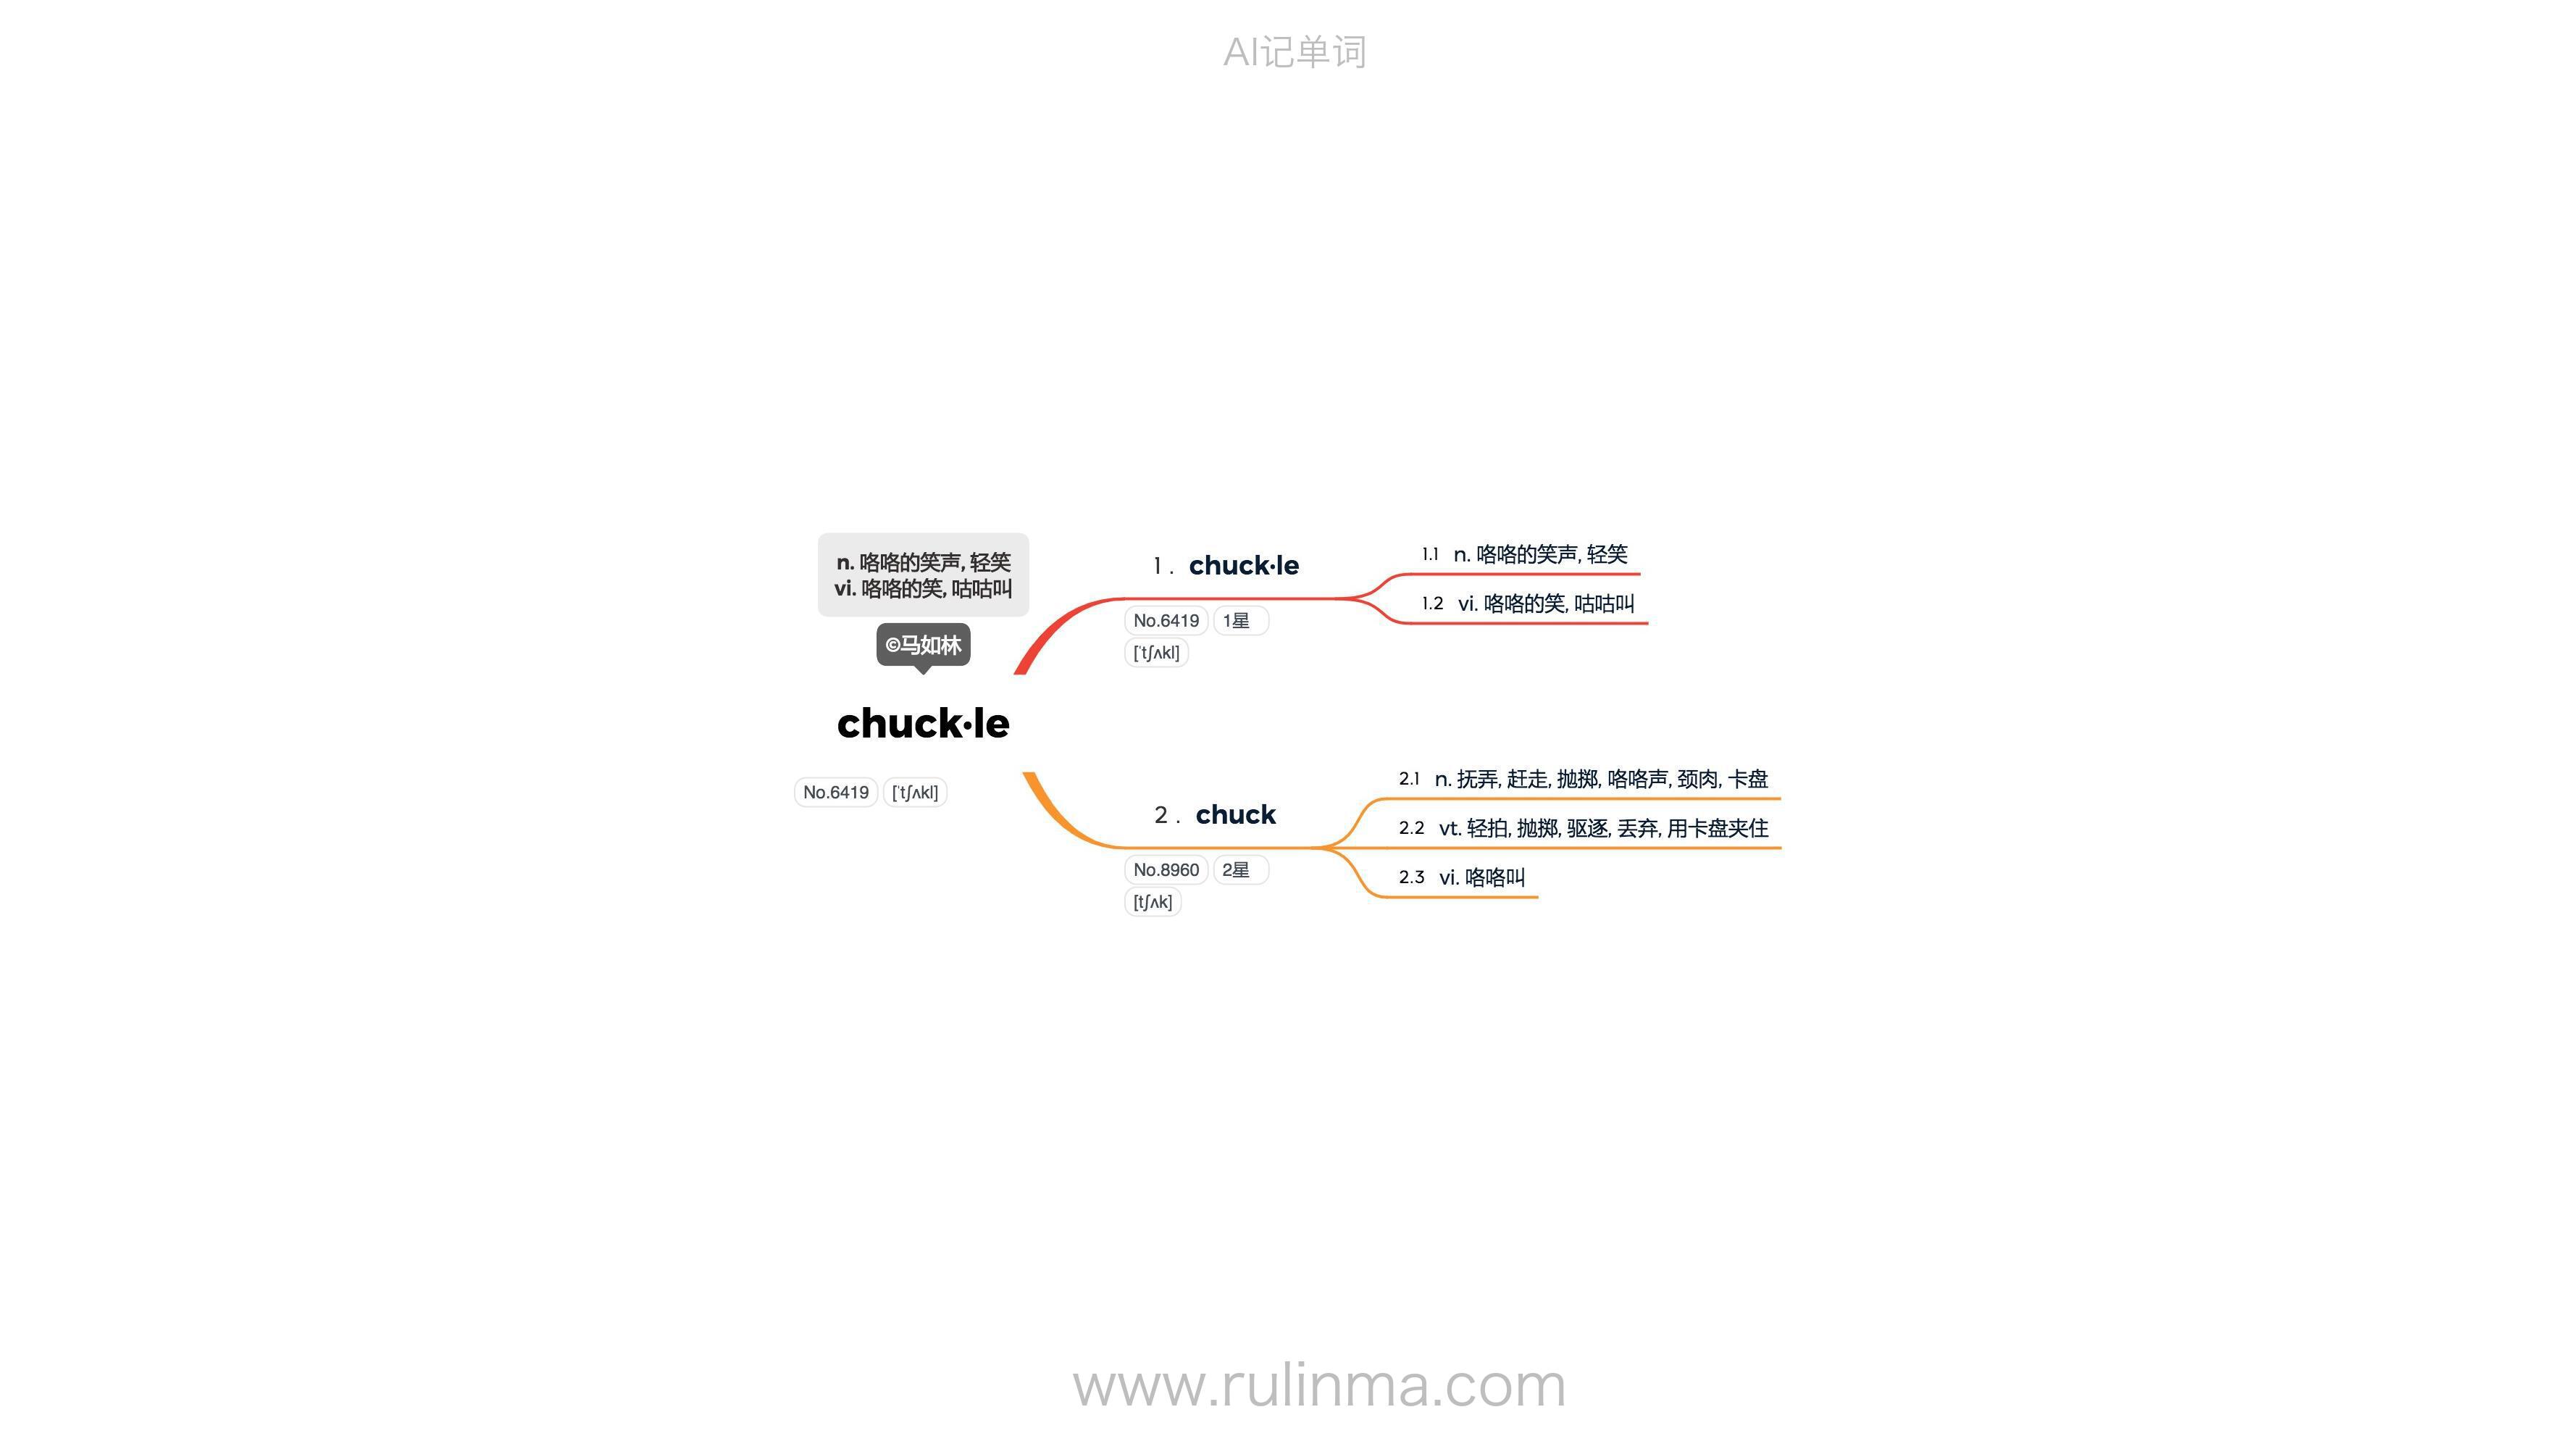 AI记单词
n. 咯咯的笑声, 轻笑
vi. 咯咯的笑, 咕咕叫
©马如林
chuck·le
No.6419 [ˈtʃʌkl]
1. chuck·le
No.6419 1星
[ˈtʃʌkl]
1.1 n. 咯咯的笑声, 轻笑
1.2 vi. 咯咯的笑, 咕咕叫
2. chuck
No.8960 2星
[tʃʌk]
2.1 n. 抚弄, 赶走, 抛掷, 咯咯声, 颈肉, 卡盘
2.2 vt. 轻拍, 抛掷, 驱逐, 丢弃, 用卡盘夹住
2.3 vi. 咯咯叫
www.rulinma.com